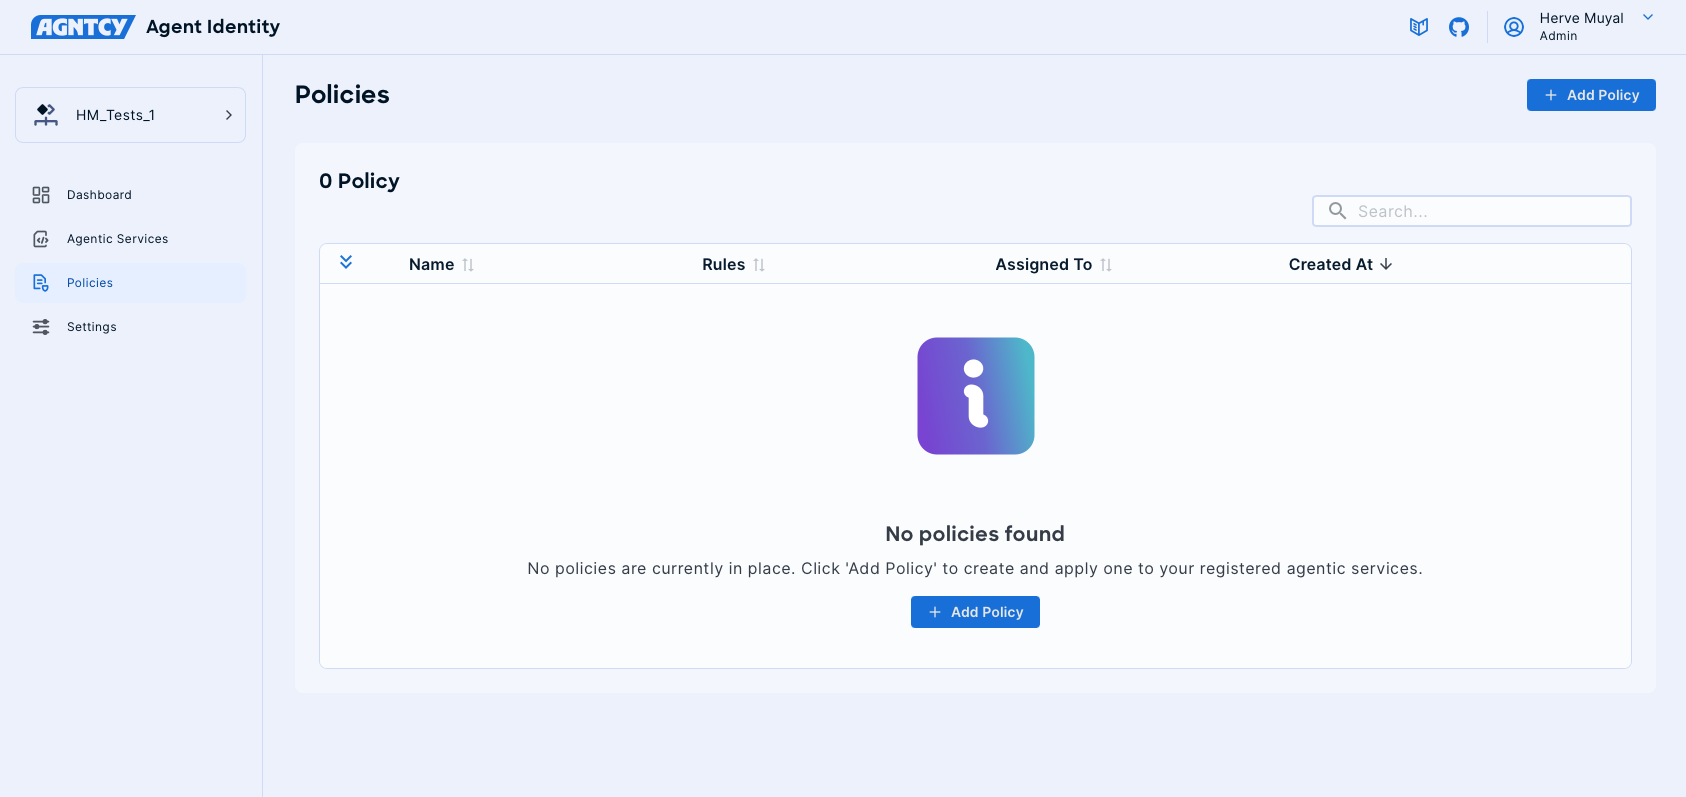 AGNTCY Agent Identity
Herve Muyal
Admin
HM_Tests_1
Dashboard
Agentic Services
Policies
Settings
Policies
+ Add Policy
0 Policy
Search...
Name Rules Assigned To Created At
No policies found
No policies are currently in place. Click 'Add Policy' to create and apply one to your registered agentic services.
+ Add Policy